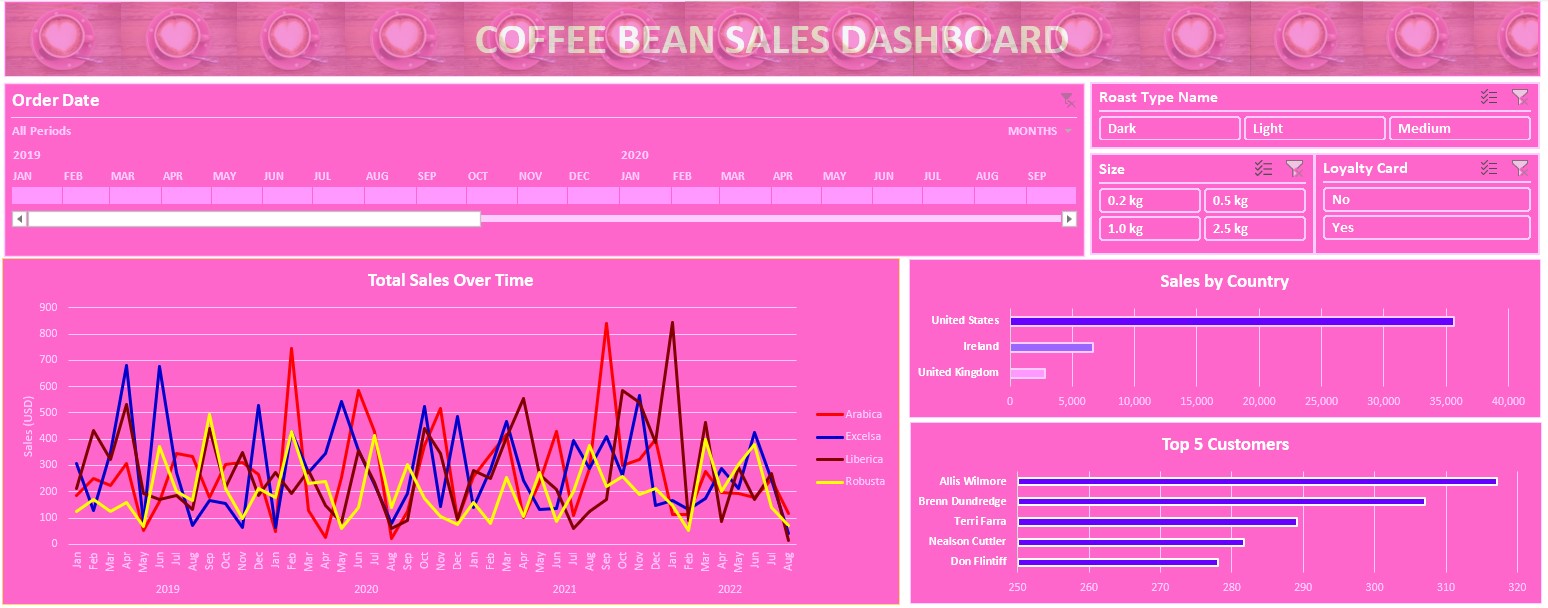 COFFEE BEAN SALES DASHBOARD
Order Date
All Periods
MONTHS
2019 2020
JAN FEB MAR APR MAY JUN JUL AUG SEP OCT NOV DEC JAN FEB MAR APR MAY JUN JUL AUG SEP
Roast Type Name
Dark Light Medium
Size
0.2 kg 0.5 kg
1.0 kg 2.5 kg
Loyalty Card
No
Yes
Total Sales Over Time
Sales (USD)
900
800
700
600
500
400
300
200
100
0
Jan Feb Mar Apr May Jun Jul Aug Sep Oct Nov Dec Jan Feb Mar Apr May Jun Jul Aug Sep Oct Nov Dec Jan Feb Mar Apr May Jun Jul Aug Sep Oct Nov Dec Jan Feb Mar Apr May Jun Jul Aug
2019 2020 2021 2022
Arabica
Excelsa
Liberica
Robusta
Sales by Country
United States
Ireland
United Kingdom
0 5,000 10,000 15,000 20,000 25,000 30,000 35,000 40,000
Top 5 Customers
Allis Wilmore
Brenn Dundredge
Terri Farra
Nealson Cuttler
Don Flintiff
250 260 270 280 290 300 310 320